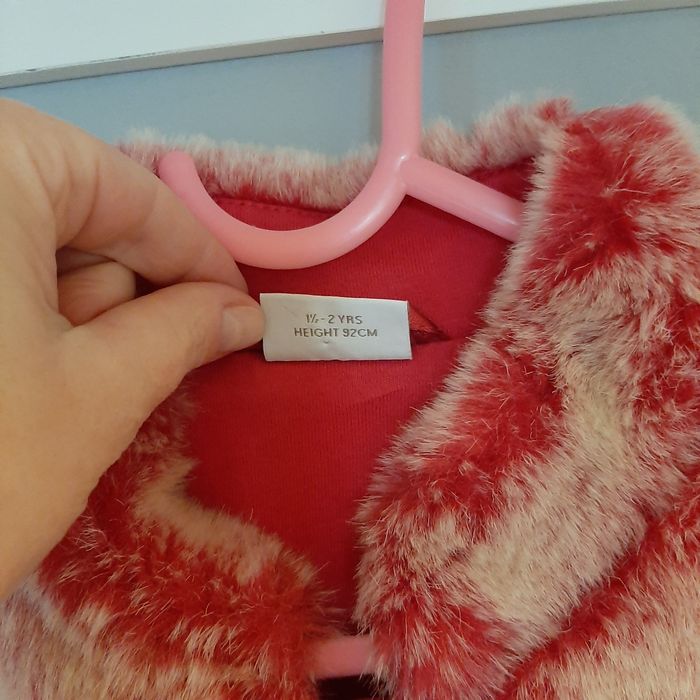 1½ - 2 YRS
HEIGHT 92CM